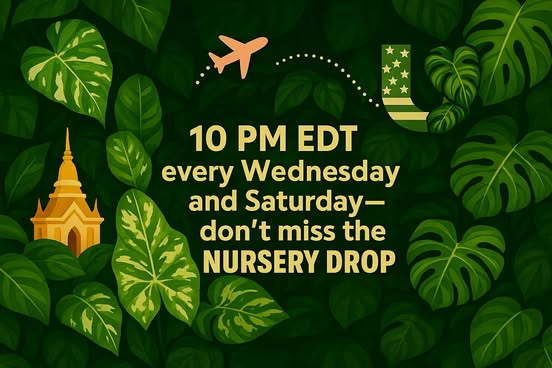 10 PM EDT
every Wednesday
and Saturday—
don't miss the
NURSERY DROP